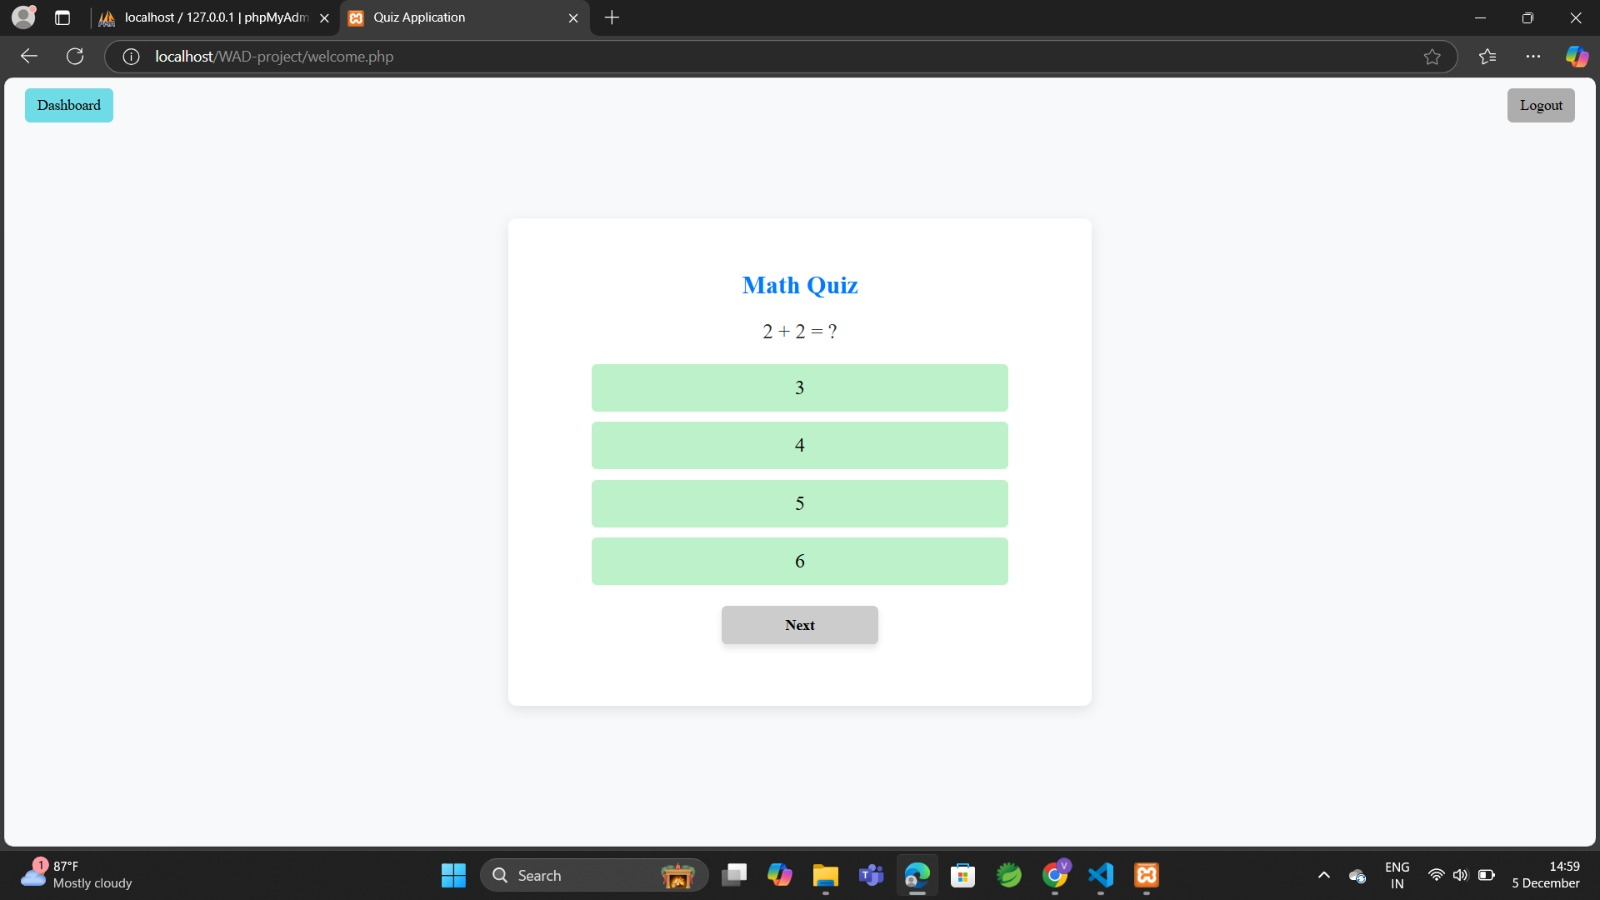 localhost / 127.0.0.1 | phpMyAdm
Quiz Application
localhost/WAD-project/welcome.php
Dashboard
Logout
Math Quiz
2 + 2 = ?
3
4
5
6
Next
1
87°F
Mostly cloudy
Search
V
ENG
IN
14:59
5 December